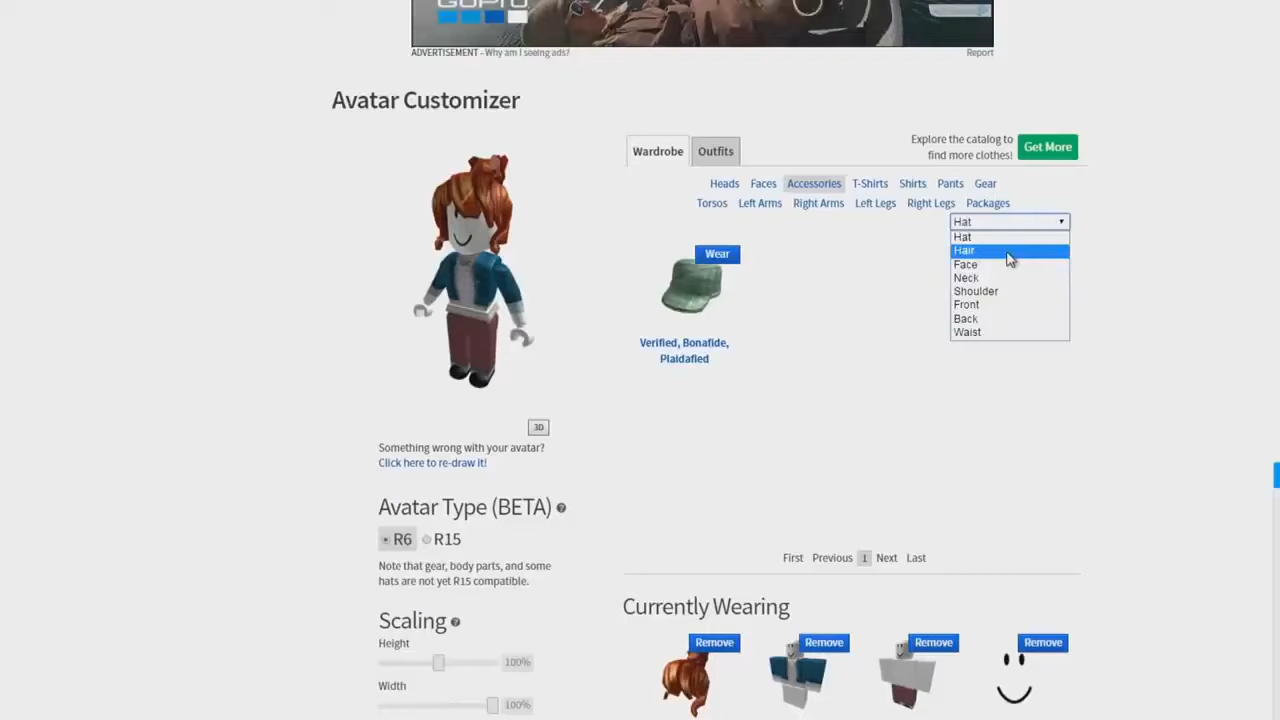 GoPro
ADVERTISEMENT - Why am I seeing ads?
Report
Avatar Customizer
Wardrobe
Outfits
Explore the catalog to
find more clothes!
Get More
Heads
Faces
Accessories
T-Shirts
Shirts
Pants
Gear
Torsos
Left Arms
Right Arms
Left Legs
Right Legs
Packages
Hat
Hat
Hair
Face
Neck
Shoulder
Front
Back
Waist
Wear
Verified, Bonafide,
Plaidafied
3D
Something wrong with your avatar?
Click here to re-draw it!
Avatar Type (BETA) ?
R6
R15
Note that gear, body parts, and some
hats are not yet R15 compatible.
First
Previous
1
Next
Last
Scaling ?
Height
100%
Width
100%
Currently Wearing
Remove
Remove
Remove
Remove